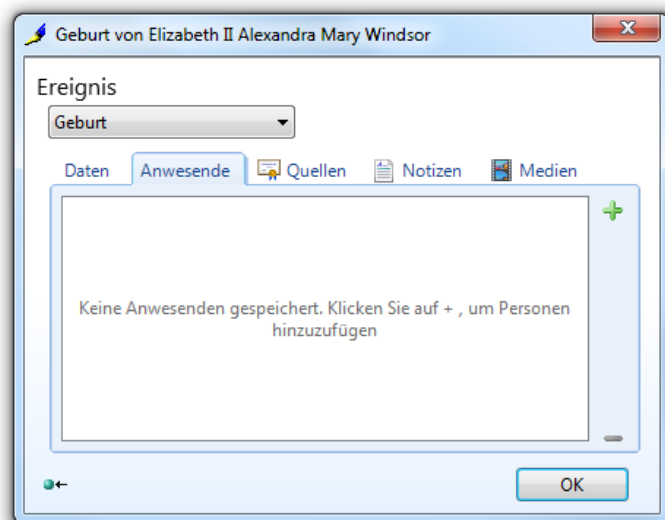 Geburt von Elizabeth II Alexandra Mary Windsor
Ereignis
Geburt
Daten Anwesende Quellen Notizen Medien
Keine Anwesenden gespeichert. Klicken Sie auf + , um Personen
hinzuzufügen
OK